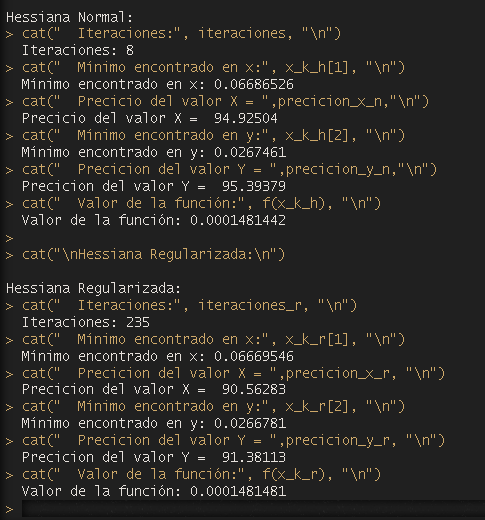 Hessiana Normal:
> cat("  Iteraciones:", iteraciones, "\n")
  Iteraciones: 8
> cat("  Mínimo encontrado en x:", x_k_h[1], "\n")
  Mínimo encontrado en x: 0.06686526
> cat("  Precicio del valor X = ",precicion_x_n,"\n")
  Precicio del valor X =  94.92504
> cat("  Mínimo encontrado en y:", x_k_h[2], "\n")
  Mínimo encontrado en y: 0.0267461
> cat("  Precicion del valor Y = ",precicion_y_n,"\n")
  Precicion del valor Y =  95.39379
> cat("  Valor de la función:", f(x_k_h), "\n")
  Valor de la función: 0.0001481442
>
> cat("\nHessiana Regularizada:\n")
Hessiana Regularizada:
> cat("  Iteraciones:", iteraciones_r, "\n")
  Iteraciones: 235
> cat("  Mínimo encontrado en x:", x_k_r[1], "\n")
  Mínimo encontrado en x: 0.06669546
> cat("  Precicion del valor X = ",precicion_x_r, "\n")
  Precicion del valor X =  90.56283
> cat("  Mínimo encontrado en y:", x_k_r[2], "\n")
  Mínimo encontrado en y: 0.0266781
> cat("  Precicion del valor Y = ",precicion_y_r, "\n")
  Precicion del valor Y =  91.38113
> cat("  Valor de la función:", f(x_k_r), "\n")
  Valor de la función: 0.0001481481
>